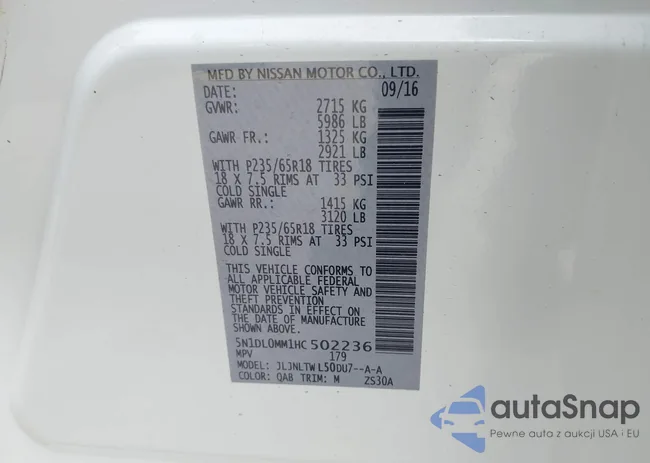 MFD BY NISSAN MOTOR CO., LTD.
DATE: 09/16
GVWR: 2715 KG
5986 LB
GAWR FR.: 1325 KG
2921 LB
WITH P235/65R18 TIRES
18 X 7.5 RIMS AT 33 PSI
COLD SINGLE
GAWR RR.: 1415 KG
3120 LB
WITH P235/65R18 TIRES
18 X 7.5 RIMS AT 33 PSI
COLD SINGLE
THIS VEHICLE CONFORMS TO
ALL APPLICABLE FEDERAL
MOTOR VEHICLE SAFETY AND
THEFT PREVENTION
STANDARDS IN EFFECT ON THE
DATE OF MANUFACTURE
SHOWN ABOVE.
5N1DL0MM1HC502236
MPV 179
MODEL: JLJNLTWL50DU7--A-A
COLOR: QAB TRIM: M ZS30A
autaSnap
Pewne auta z aukcji USA i EU